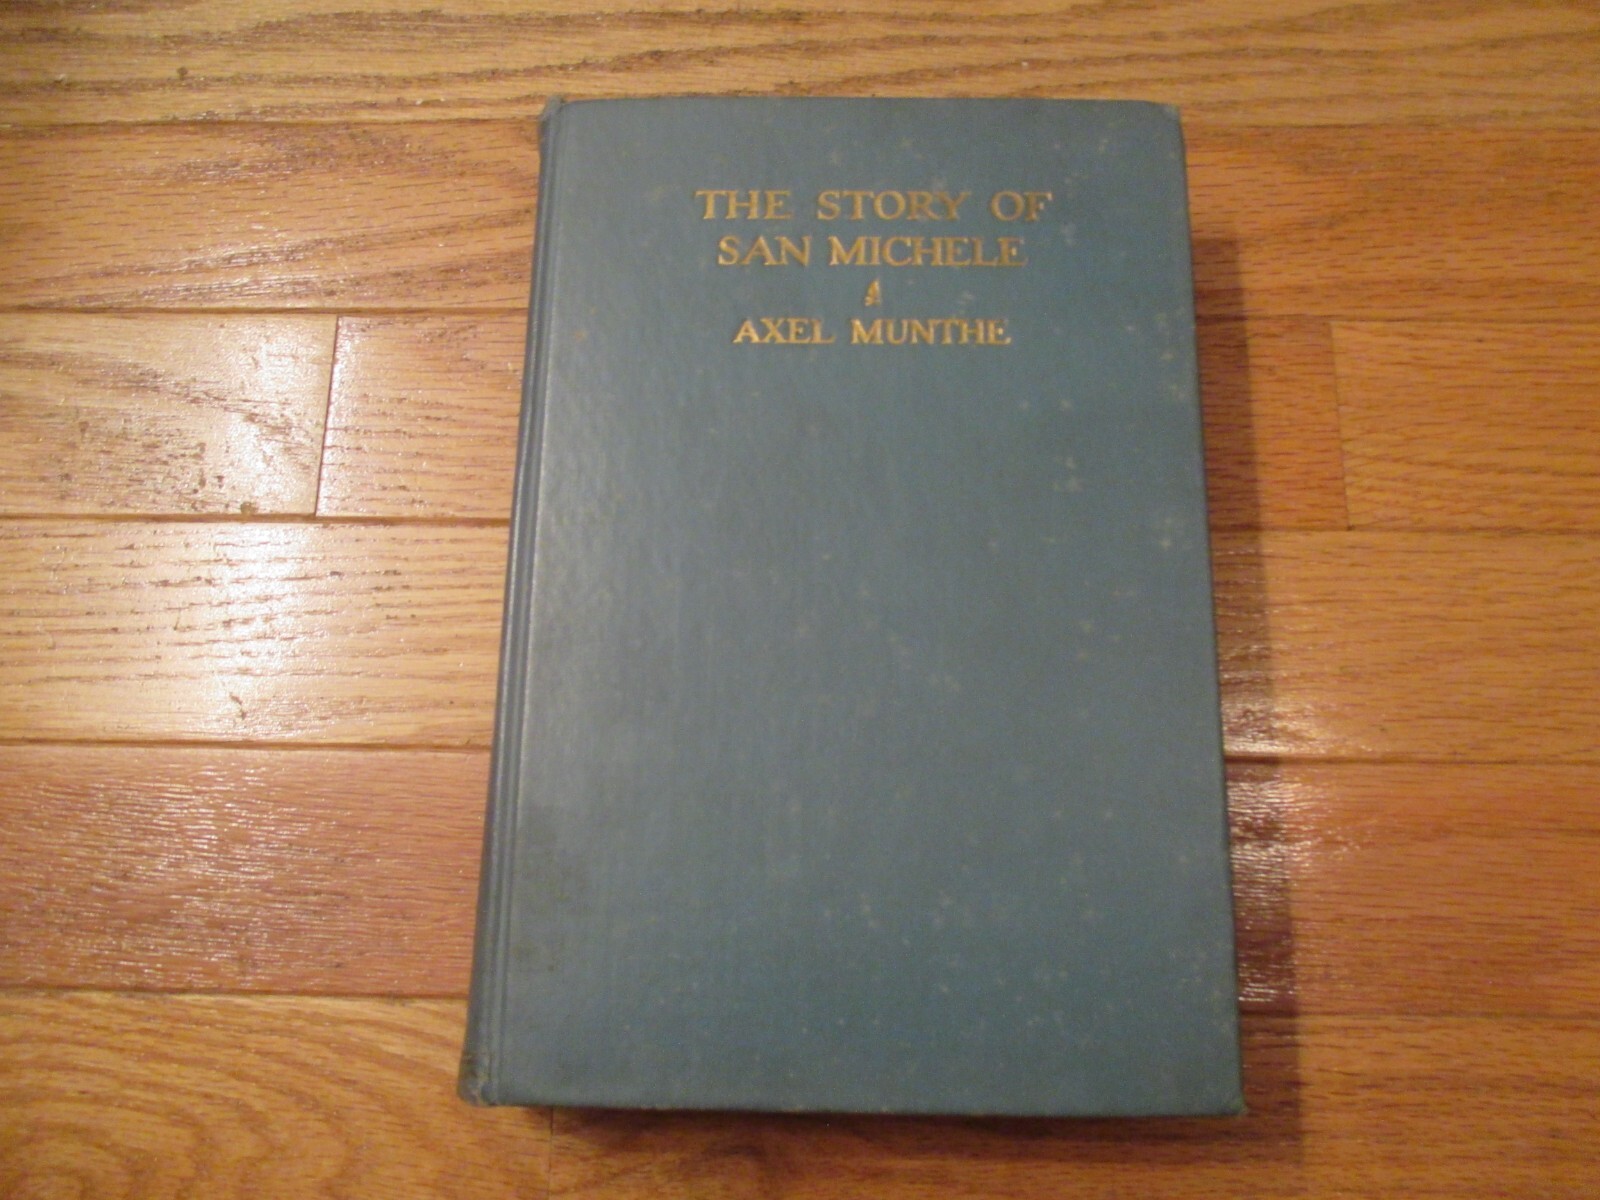 THE STORY OF
SAN MICHELE
AXEL MUNTHE